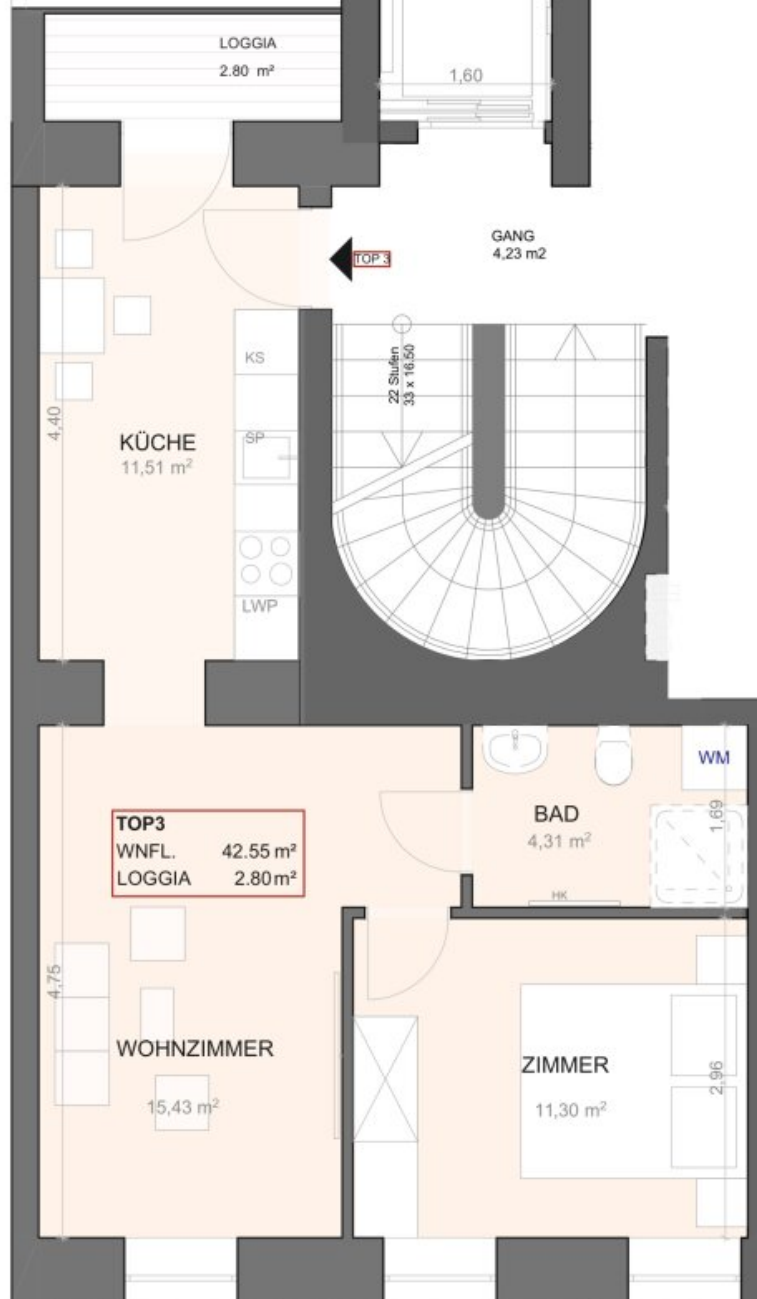 LOGGIA
2.80 m²
1,60
GANG
4,23 m2
TOP 3
22 Stufen
33 x 16.50
KS
4,40
KÜCHE
11,51 m²
SP
LWP
WM
BAD
4,31 m²
1,69
HK
TOP3
WNFL. 42.55 m²
LOGGIA 2.80 m²
4,75
WOHNZIMMER
15,43 m²
ZIMMER
11,30 m²
2,96